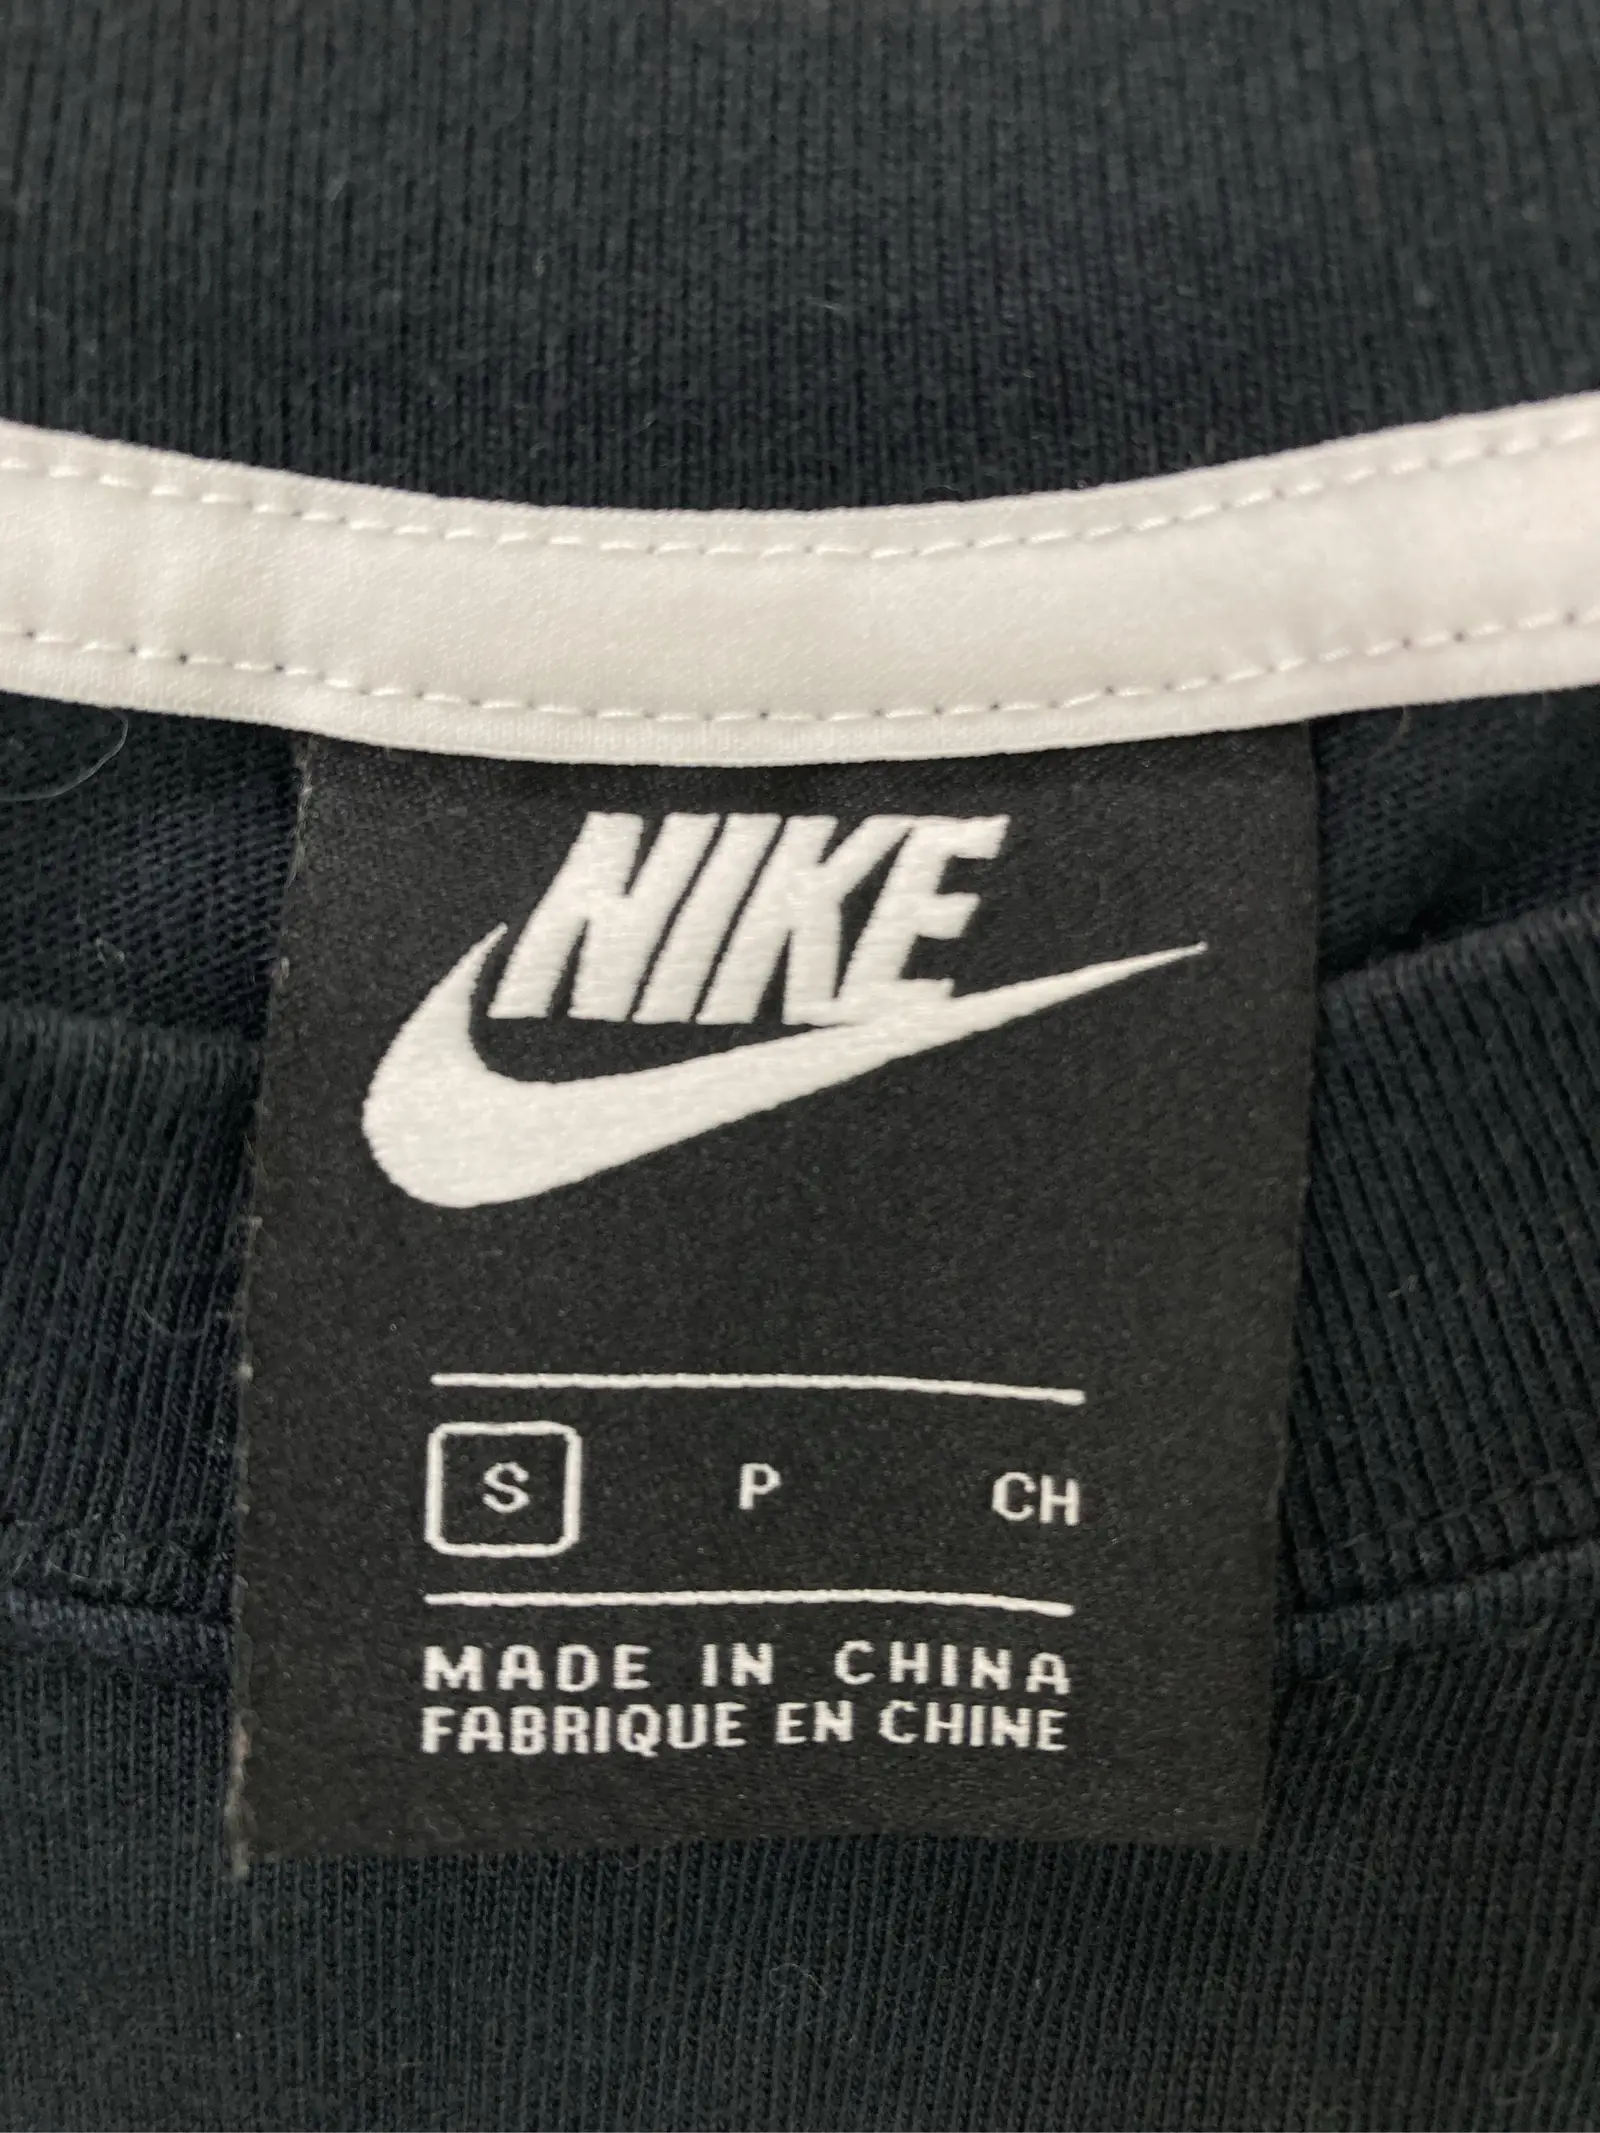 NIKE
S P CH
MADE IN CHINA
FABRIQUE EN CHINE